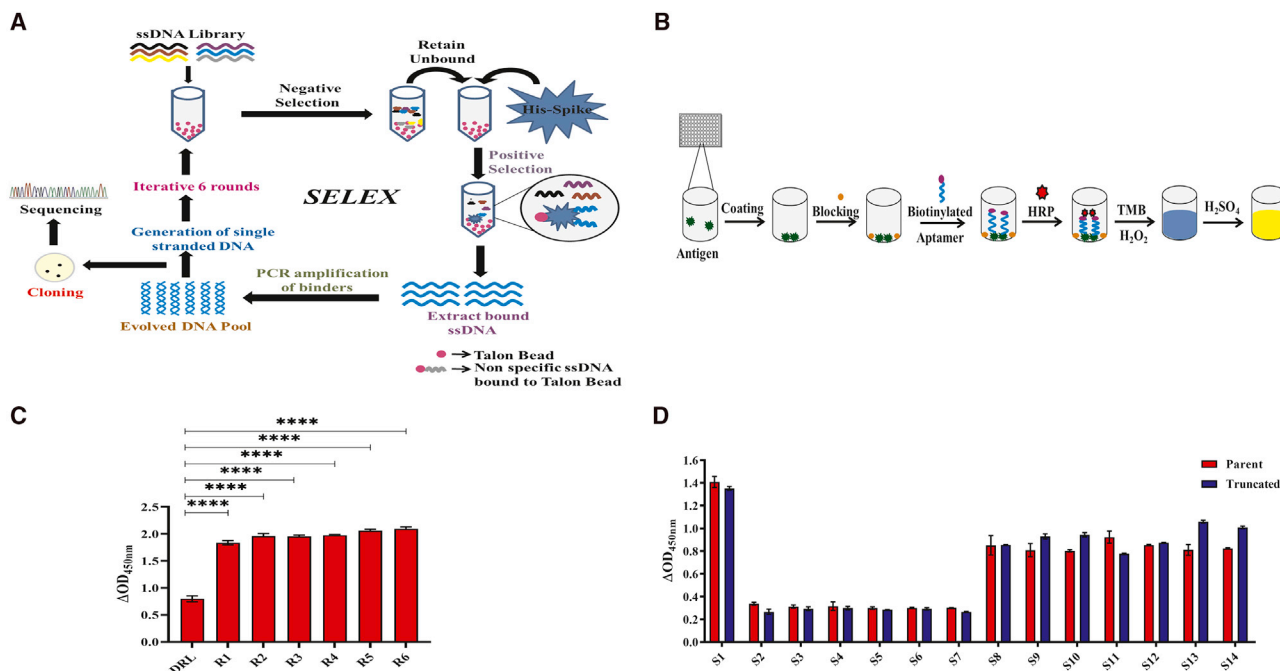 A
ssDNA Library
Negative
Selection
Retain
Unbound
His-Spike
Positive
Selection
SELEX
Iterative 6 rounds
Sequencing
Generation of single
stranded DNA
Cloning
PCR amplification
of binders
Evolved DNA Pool
Extract bound
ssDNA
Talon Bead
Non specific ssDNA
bound to Talon Bead
B
Antigen
Coating
Blocking
Biotinylated
Aptamer
HRP
TMB
H₂O₂
H₂SO₄
C
****
****
****
****
****
****
ΔOD450nm
2.5
2.0
1.5
1.0
0.5
0.0
DRL R1 R2 R3 R4 R5 R6
D
Parent
Truncated
ΔOD450nm
1.6
1.4
1.2
1.0
0.8
0.6
0.4
0.2
0.0
S1 S2 S3 S4 S5 S6 S7 S8 S9 S10 S11 S12 S13 S14